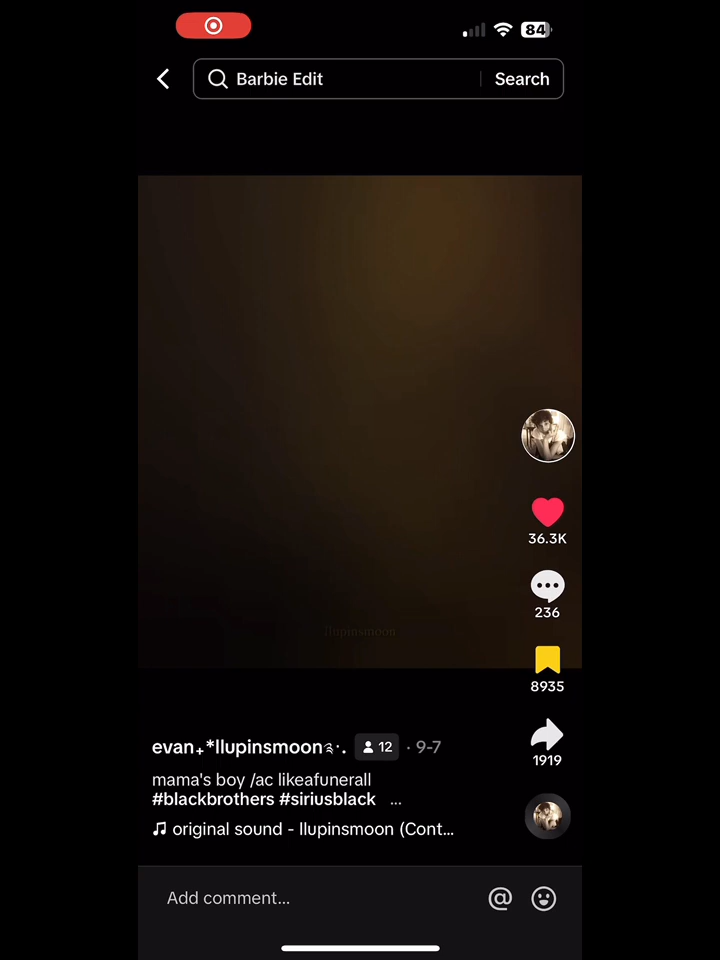 84
Barbie Edit
Search
llupinsmoon
36.3K
236
8935
1919
evan₊*llupinsmoon༉‧.
12
· 9-7
mama's boy /ac likeafunerall
#blackbrothers #siriusblack ...
original sound - llupinsmoon (Cont...
Add comment...
@